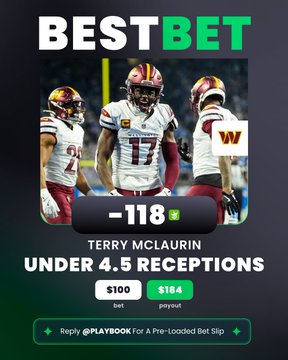 BESTBET
WASHINGTON
17
C
W
-118
TERRY MCLAURIN
UNDER 4.5 RECEPTIONS
$100
$184
bet
payout
Reply @PLAYBOOK For A Pre-Loaded Bet Slip